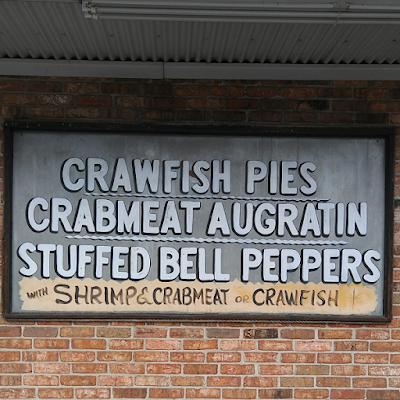 CRAWFISH PIES
CRABMEAT AUGRATIN
STUFFED BELL PEPPERS
WITH SHRIMP & CRABMEAT OR CRAWFISH